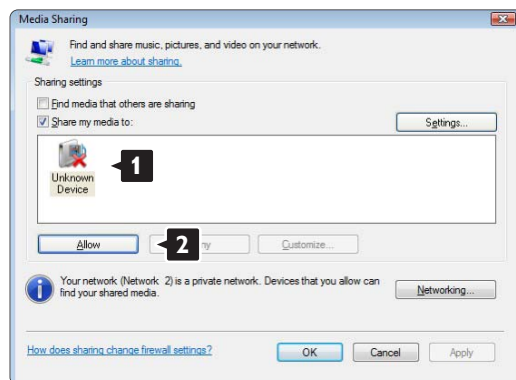 Media Sharing
Find and share music, pictures, and video on your network.
Learn more about sharing.
Sharing settings
Find media that others are sharing
Share my media to:
Settings...
Unknown
Device
1
Allow
2
Customize...
Your network (Network 2) is a private network. Devices that you allow can
find your shared media.
Networking...
How does sharing change firewall settings?
OK
Cancel
Apply